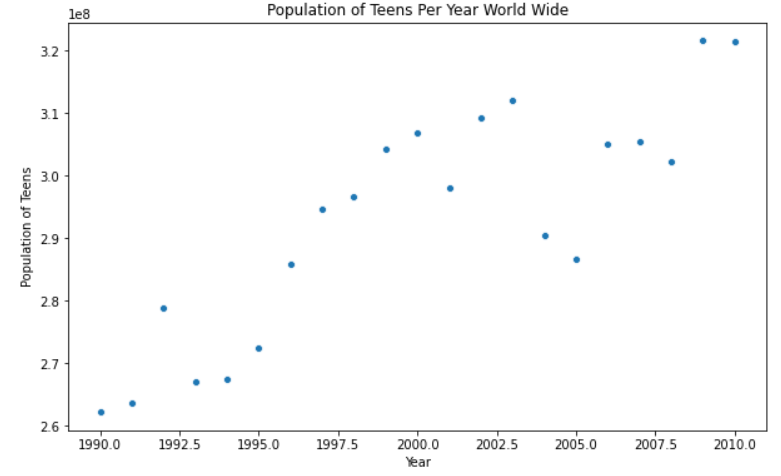 Population of Teens Per Year World Wide
1e8
3.2
3.1
3.0
2.9
2.8
2.7
2.6
Population of Teens
1990.0 1992.5 1995.0 1997.5 2000.0 2002.5 2005.0 2007.5 2010.0
Year